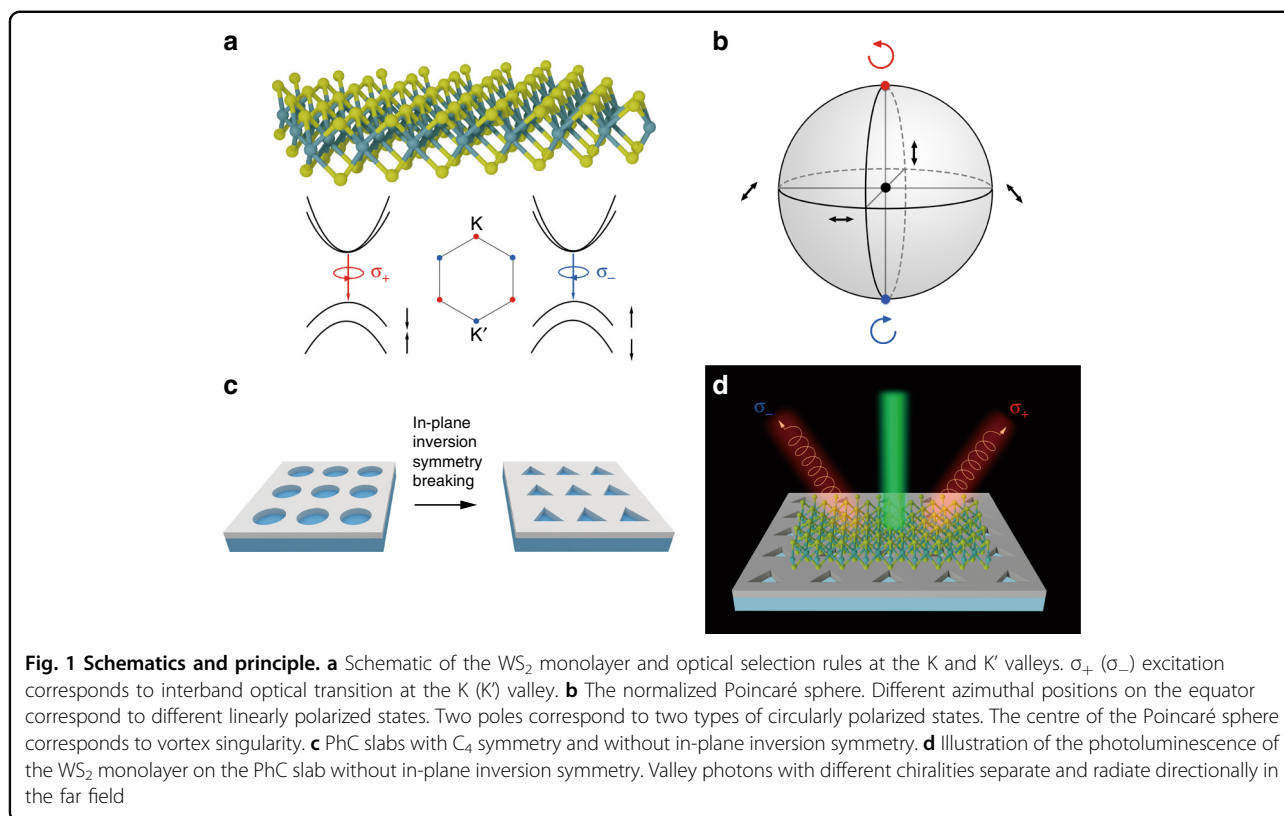 a
K
σ₊
σ₋
K′
b
c
In-plane
inversion
symmetry
breaking
d
σ₋
σ₊
Fig. 1 Schematics and principle. a Schematic of the WS₂ monolayer and optical selection rules at the K and K′ valleys. σ₊ (σ₋) excitation
corresponds to interband optical transition at the K (K′) valley. b The normalized Poincaré sphere. Different azimuthal positions on the equator
correspond to different linearly polarized states. Two poles correspond to two types of circularly polarized states. The centre of the Poincaré sphere
corresponds to vortex singularity. c PhC slabs with C₄ symmetry and without in-plane inversion symmetry. d Illustration of the photoluminescence of
the WS₂ monolayer on the PhC slab without in-plane inversion symmetry. Valley photons with different chiralities separate and radiate directionally in
the far field